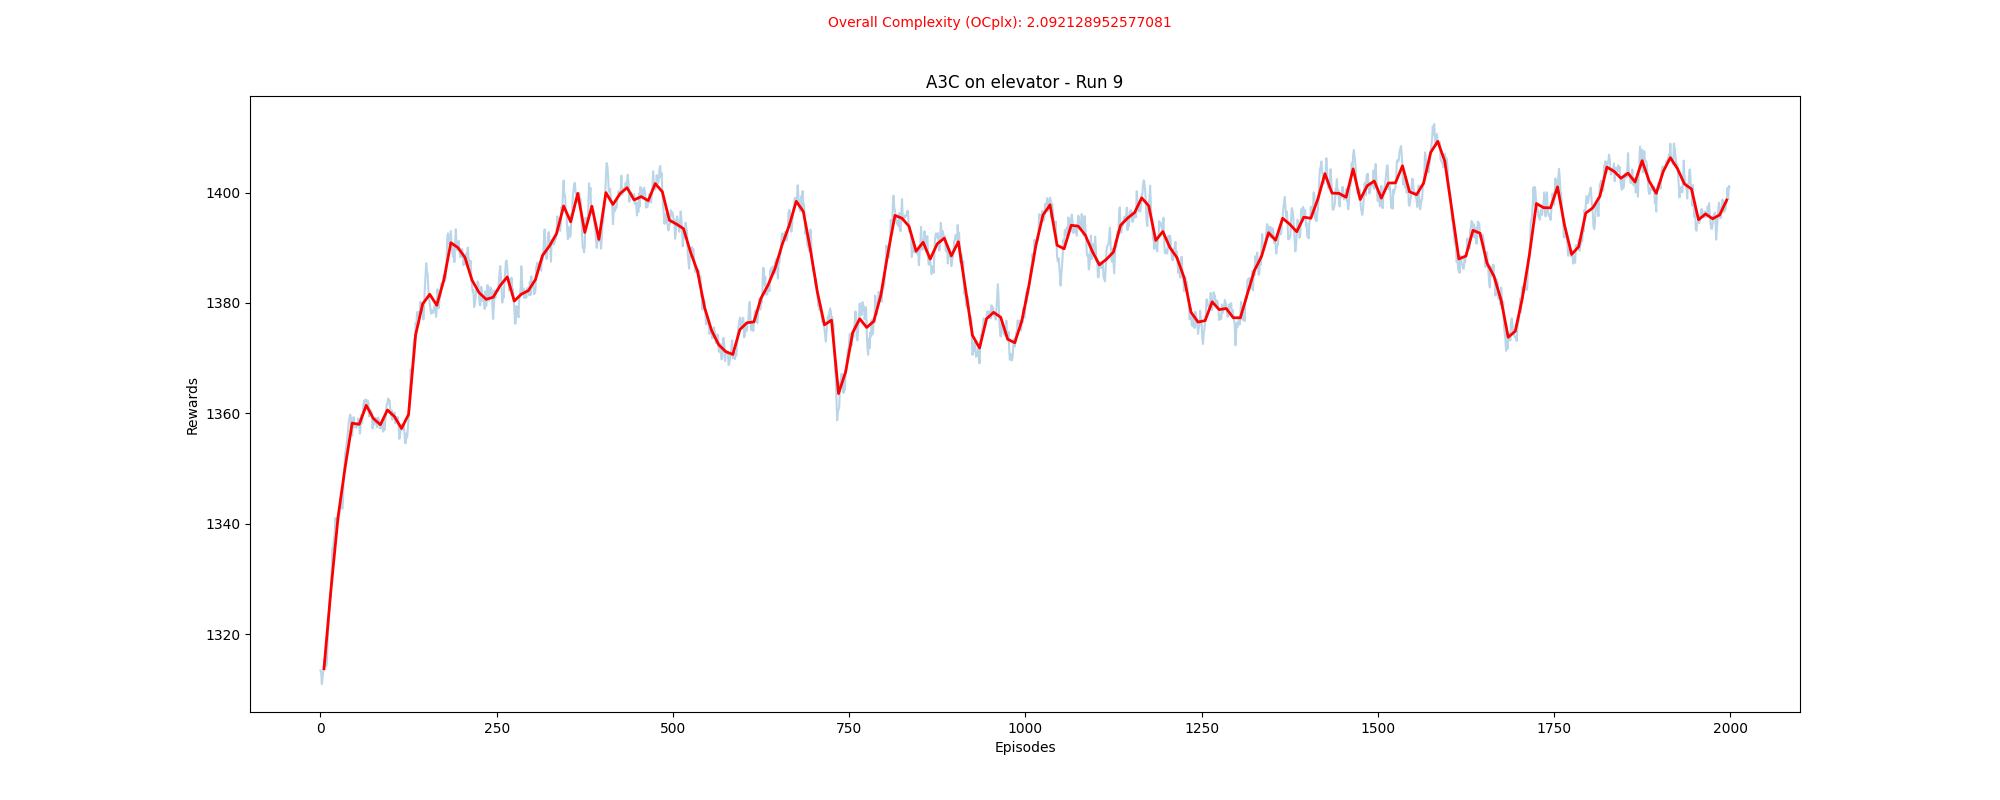 Overall Complexity (OCplx): 2.092128952577081
A3C on elevator - Run 9
1400
1380
1360
1340
1320
Rewards
0 250 500 750 1000 1250 1500 1750 2000
Episodes